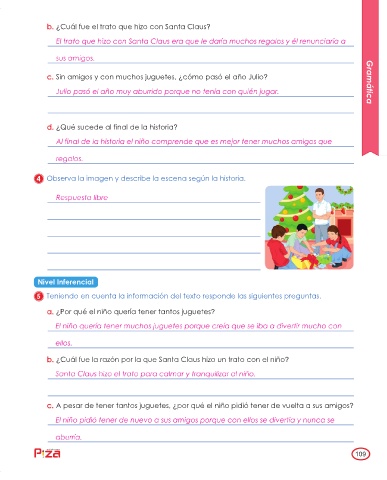 b. ¿Cuál fue el trato que hizo con Santa Claus?
El trato que hizo con Santa Claus era que le daría muchos regalos y él renunciaría a
sus amigos.
c. Sin amigos y con muchos juguetes, ¿cómo pasó el año Julio?
Julio pasó el año muy aburrido porque no tenía con quién jugar.
d. ¿Qué sucede al final de la historia?
Al final de la historia el niño comprende que es mejor tener muchos amigos que
regalos.
Gramática
4 Observa la imagen y describe la escena según la historia.
Respuesta libre
Nivel Inferencial
5 Teniendo en cuenta la información del texto responde las siguientes preguntas.
a. ¿Por qué el niño quería tener tantos juguetes?
El niño quería tener muchos juguetes porque creía que se iba a divertir mucho con
ellos.
b. ¿Cuál fue la razón por la que Santa Claus hizo un trato con el niño?
Santa Claus hizo el trato para calmar y tranquilizar al niño.
c. A pesar de tener tantos juguetes, ¿por qué el niño pidió tener de vuelta a sus amigos?
El niño pidió tener de nuevo a sus amigos porque con ellos se divertía y nunca se
aburría.
Piza
109